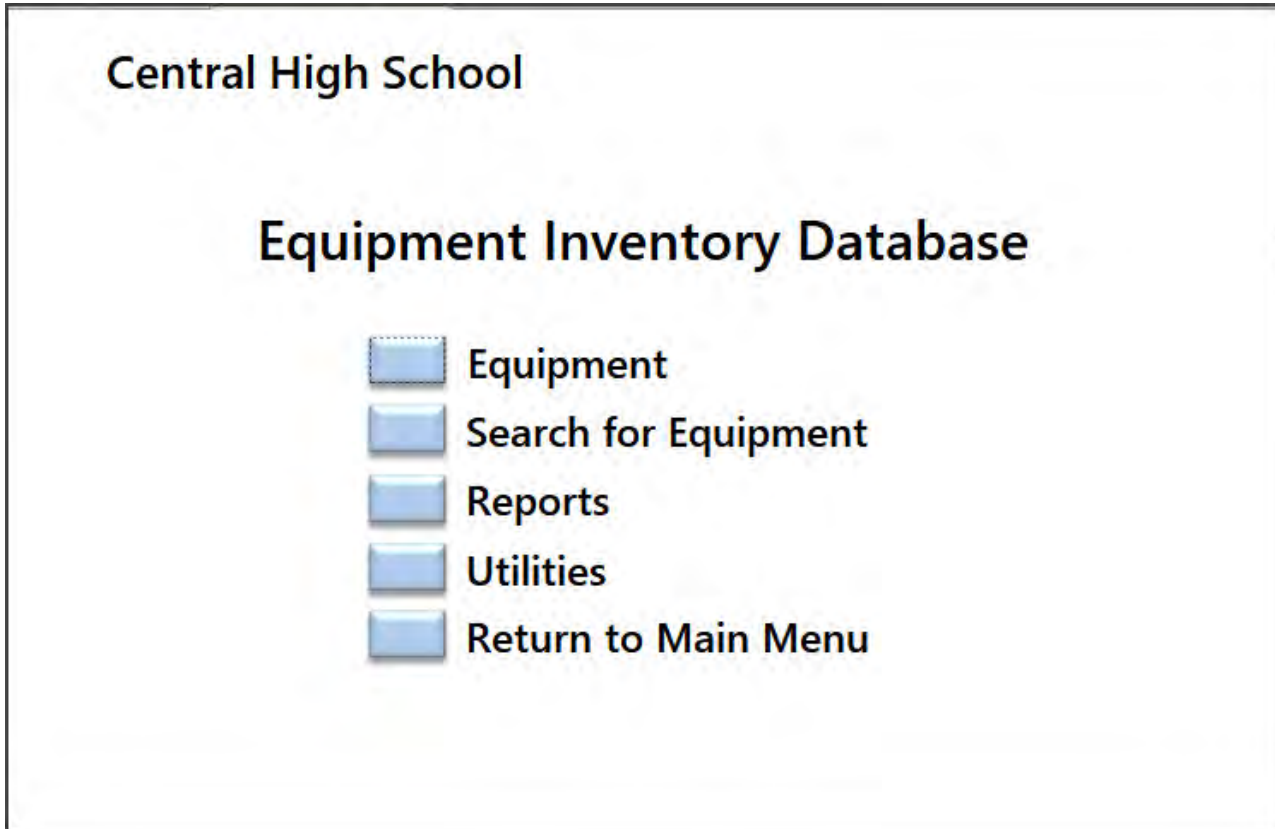 Central High School
Equipment Inventory Database
Equipment
Search for Equipment
Reports
Utilities
Return to Main Menu